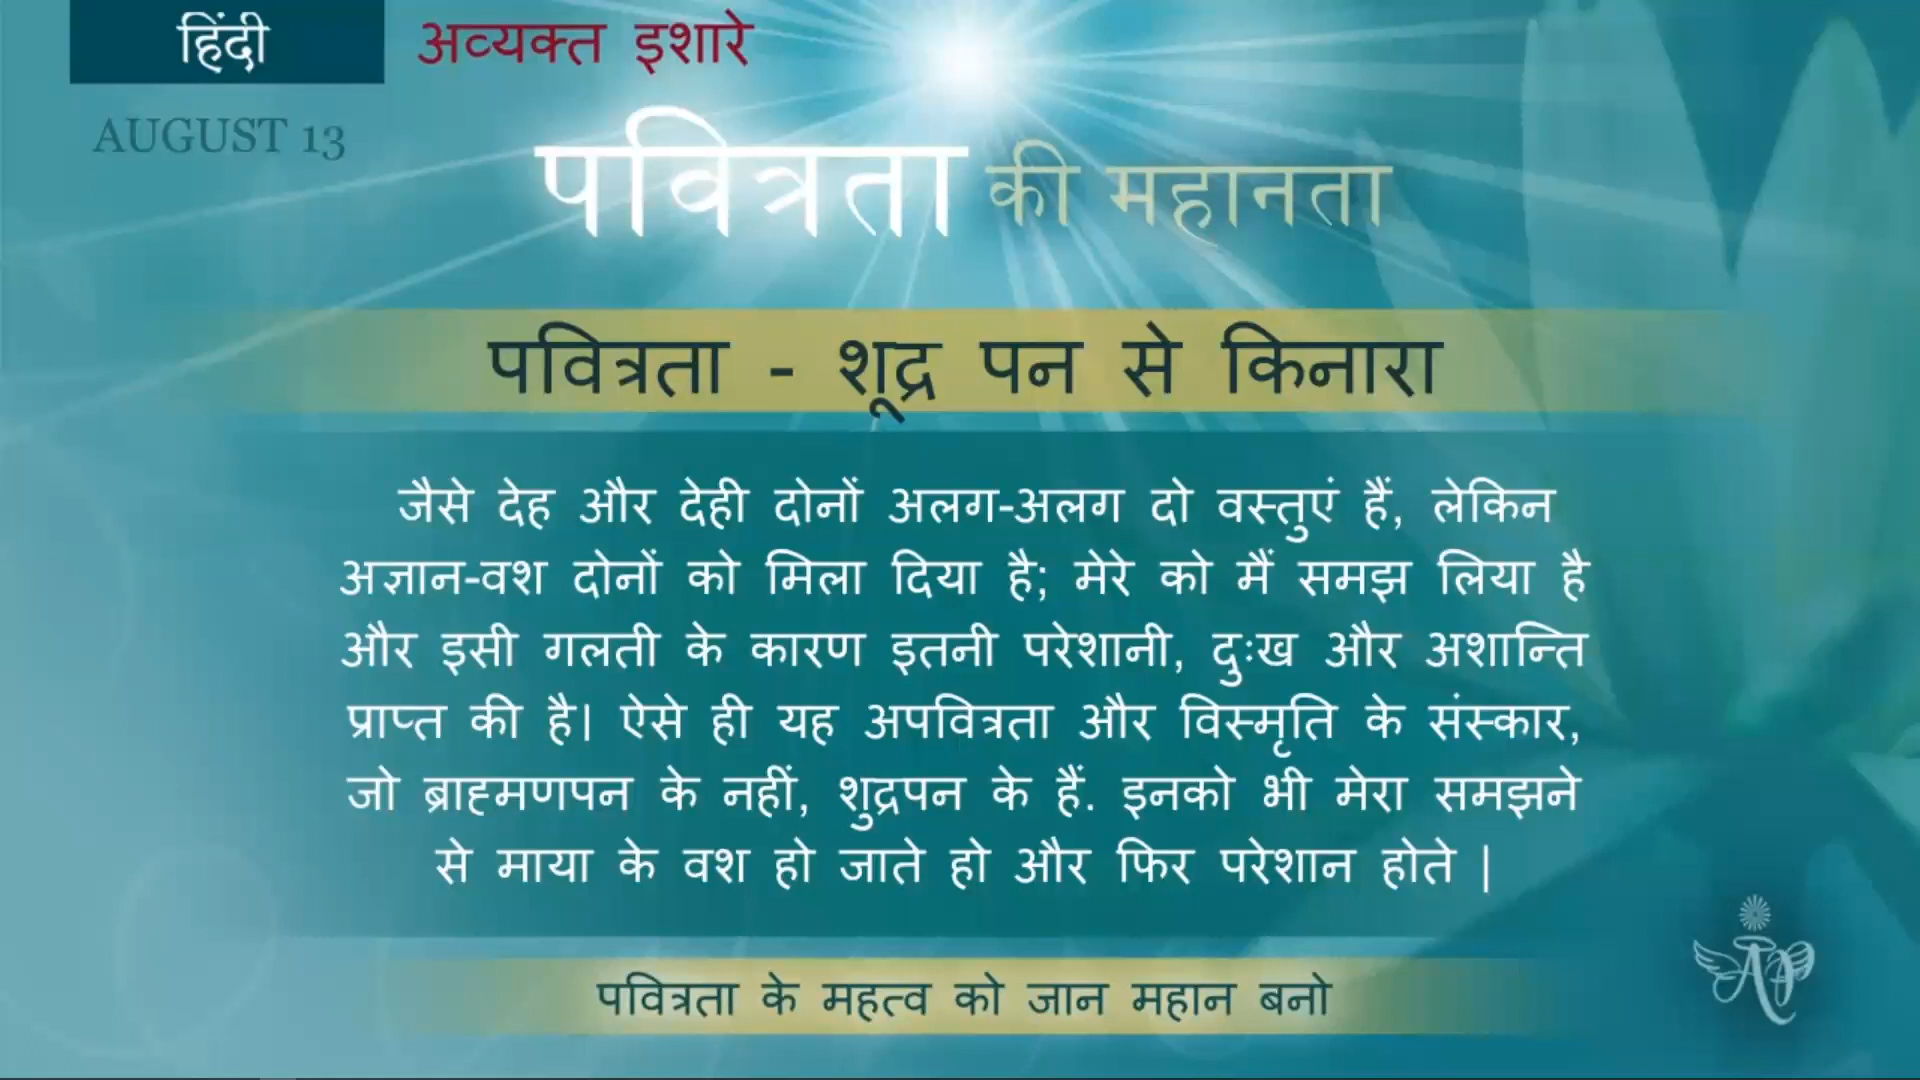 हिंदी
अव्यक्त इशारे
AUGUST 13
पवित्रता की महानता
पवित्रता - शूद्र पन से किनारा
जैसे देह और देही दोनों अलग-अलग दो वस्तुएं हैं, लेकिन
अज्ञान-वश दोनों को मिला दिया है; मेरे को मैं समझ लिया है
और इसी गलती के कारण इतनी परेशानी, दुःख और अशान्ति
प्राप्त की है। ऐसे ही यह अपवित्रता और विस्मृति के संस्कार,
जो ब्राह्मणपन के नहीं, शुद्रपन के हैं. इनको भी मेरा समझने
से माया के वश हो जाते हो और फिर परेशान होते |
पवित्रता के महत्व को जान महान बनो